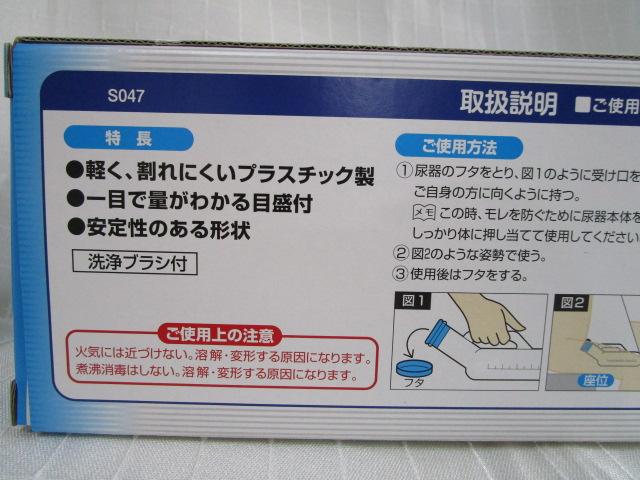 S047
取扱説明 ■ご使用
特長
●軽く、割れにくいプラスチック製
●一目で量がわかる目盛付
●安定性のある形状
洗浄ブラシ付
ご使用上の注意
火気には近づけない。溶解・変形する原因になります。
煮沸消毒はしない。溶解・変形する原因になります。
ご使用方法
①尿器のフタをとり、図1のように受け口を
ご自身の方に向くように持つ。
メモ この時、モレを防ぐために尿器本体を
しっかり体に押し当てて使用してください
②図2のような姿勢で使う。
③使用後はフタをする。
図1
フタ
図2
座位